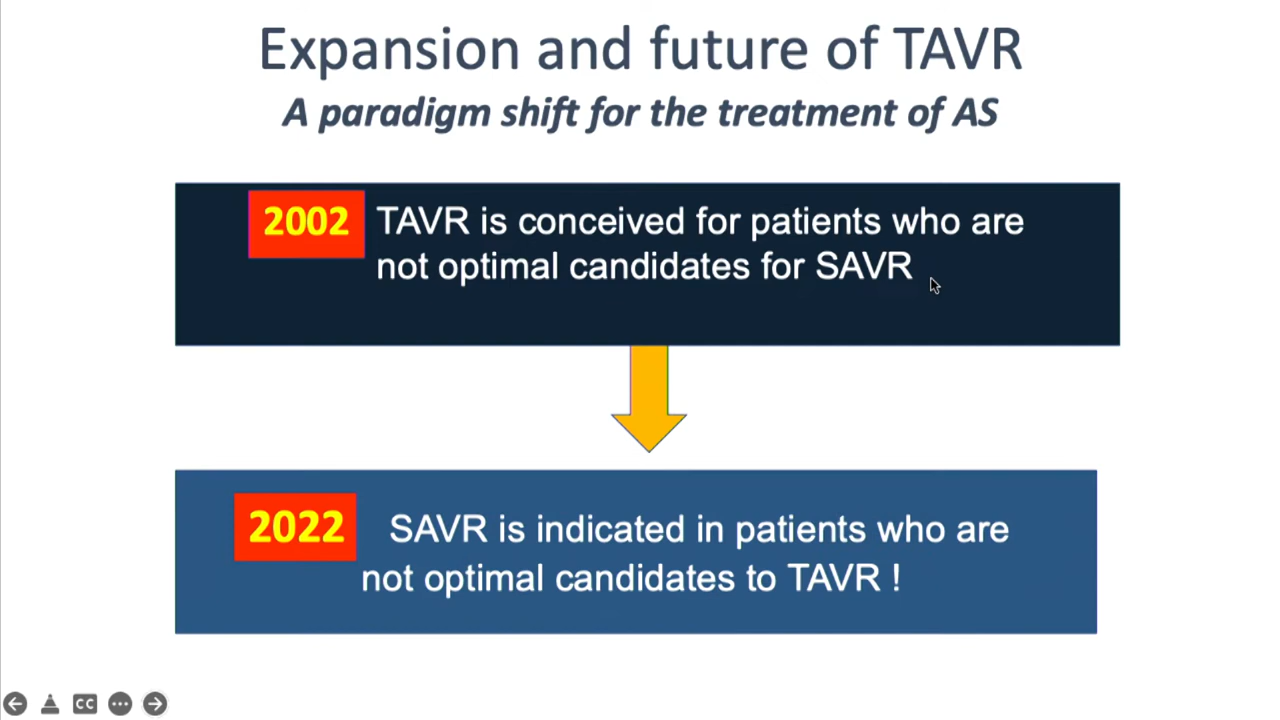 Expansion and future of TAVR
A paradigm shift for the treatment of AS
2002 TAVR is conceived for patients who are
not optimal candidates for SAVR
2022 SAVR is indicated in patients who are
not optimal candidates to TAVR !
CC